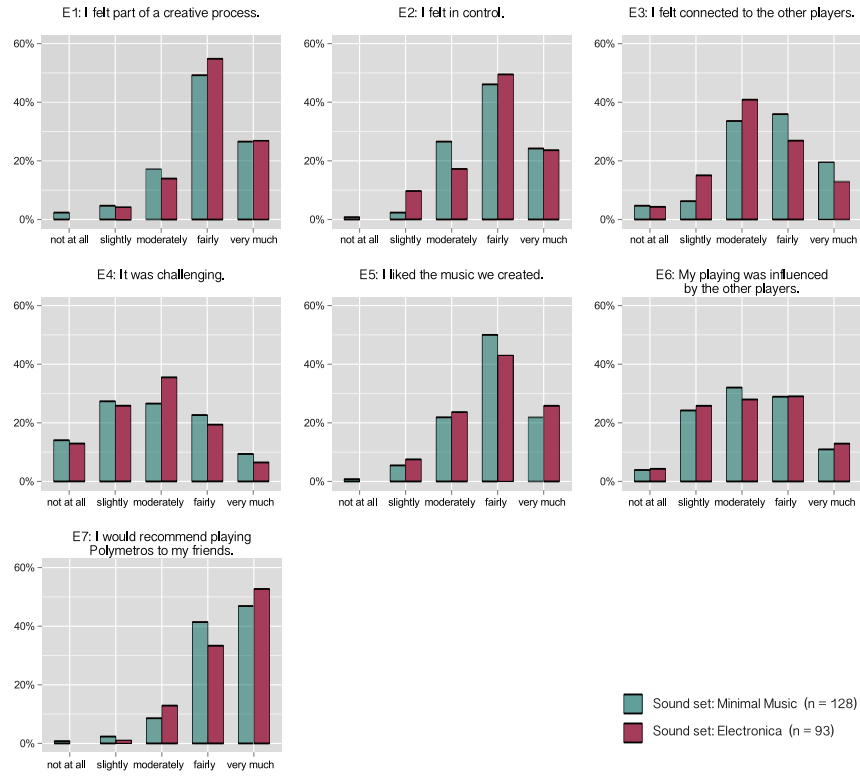 E1: I felt part of a creative process.
E2: I felt in control.
E3: I felt connected to the other players.
60%
40%
20%
0%
not at all slightly moderately fairly very much
60%
40%
20%
0%
not at all slightly moderately fairly very much
60%
40%
20%
0%
not at all slightly moderately fairly very much
E4: It was challenging.
E5: I liked the music we created.
E6: My playing was influenced
by the other players.
60%
40%
20%
0%
not at all slightly moderately fairly very much
60%
40%
20%
0%
not at all slightly moderately fairly very much
60%
40%
20%
0%
not at all slightly moderately fairly very much
E7: I would recommend playing
Polymetros to my friends.
60%
40%
20%
0%
not at all slightly moderately fairly very much
Sound set: Minimal Music (n = 128)
Sound set: Electronica (n = 93)